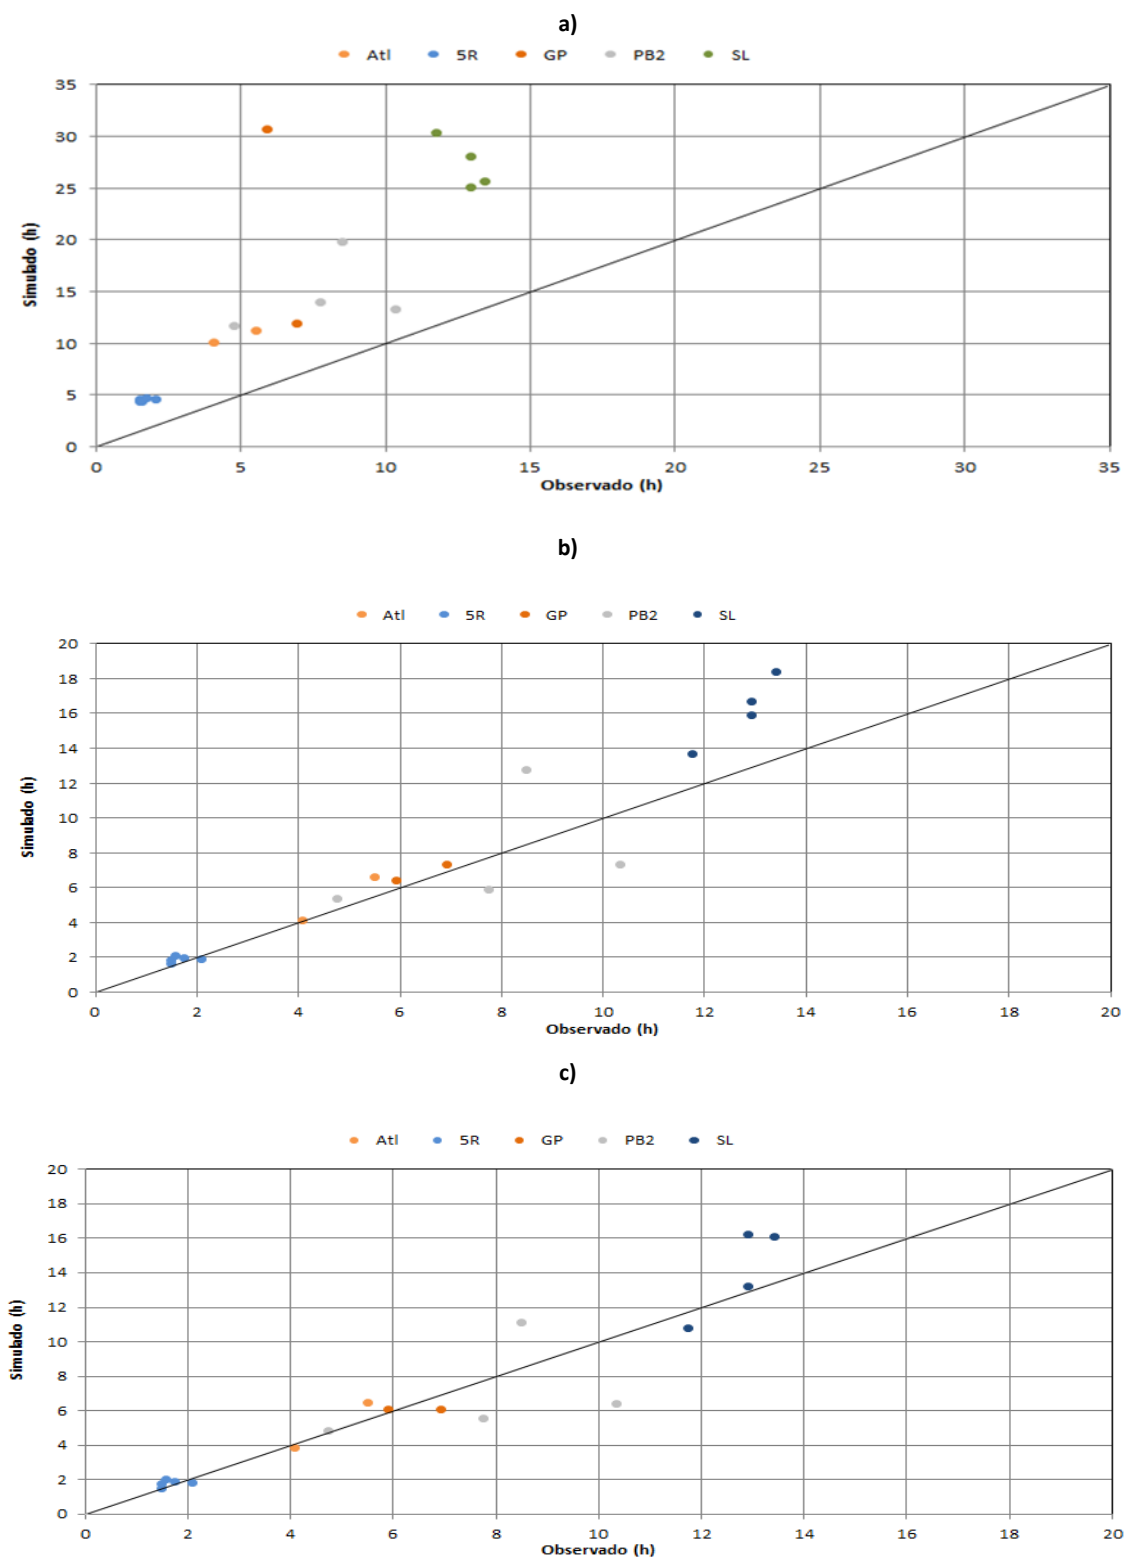 a)
Atl 5R GP PB2 SL
35
30
25
20
15
10
5
0
Simulado (h)
0 5 10 15 20 25 30 35
Observado (h)
b)
Atl 5R GP PB2 SL
20
18
16
14
12
10
8
6
4
2
0
Simulado (h)
0 2 4 6 8 10 12 14 16 18 20
Observado (h)
c)
Atl 5R GP PB2 SL
20
18
16
14
12
10
8
6
4
2
0
Simulado (h)
0 2 4 6 8 10 12 14 16 18 20
Observado (h)